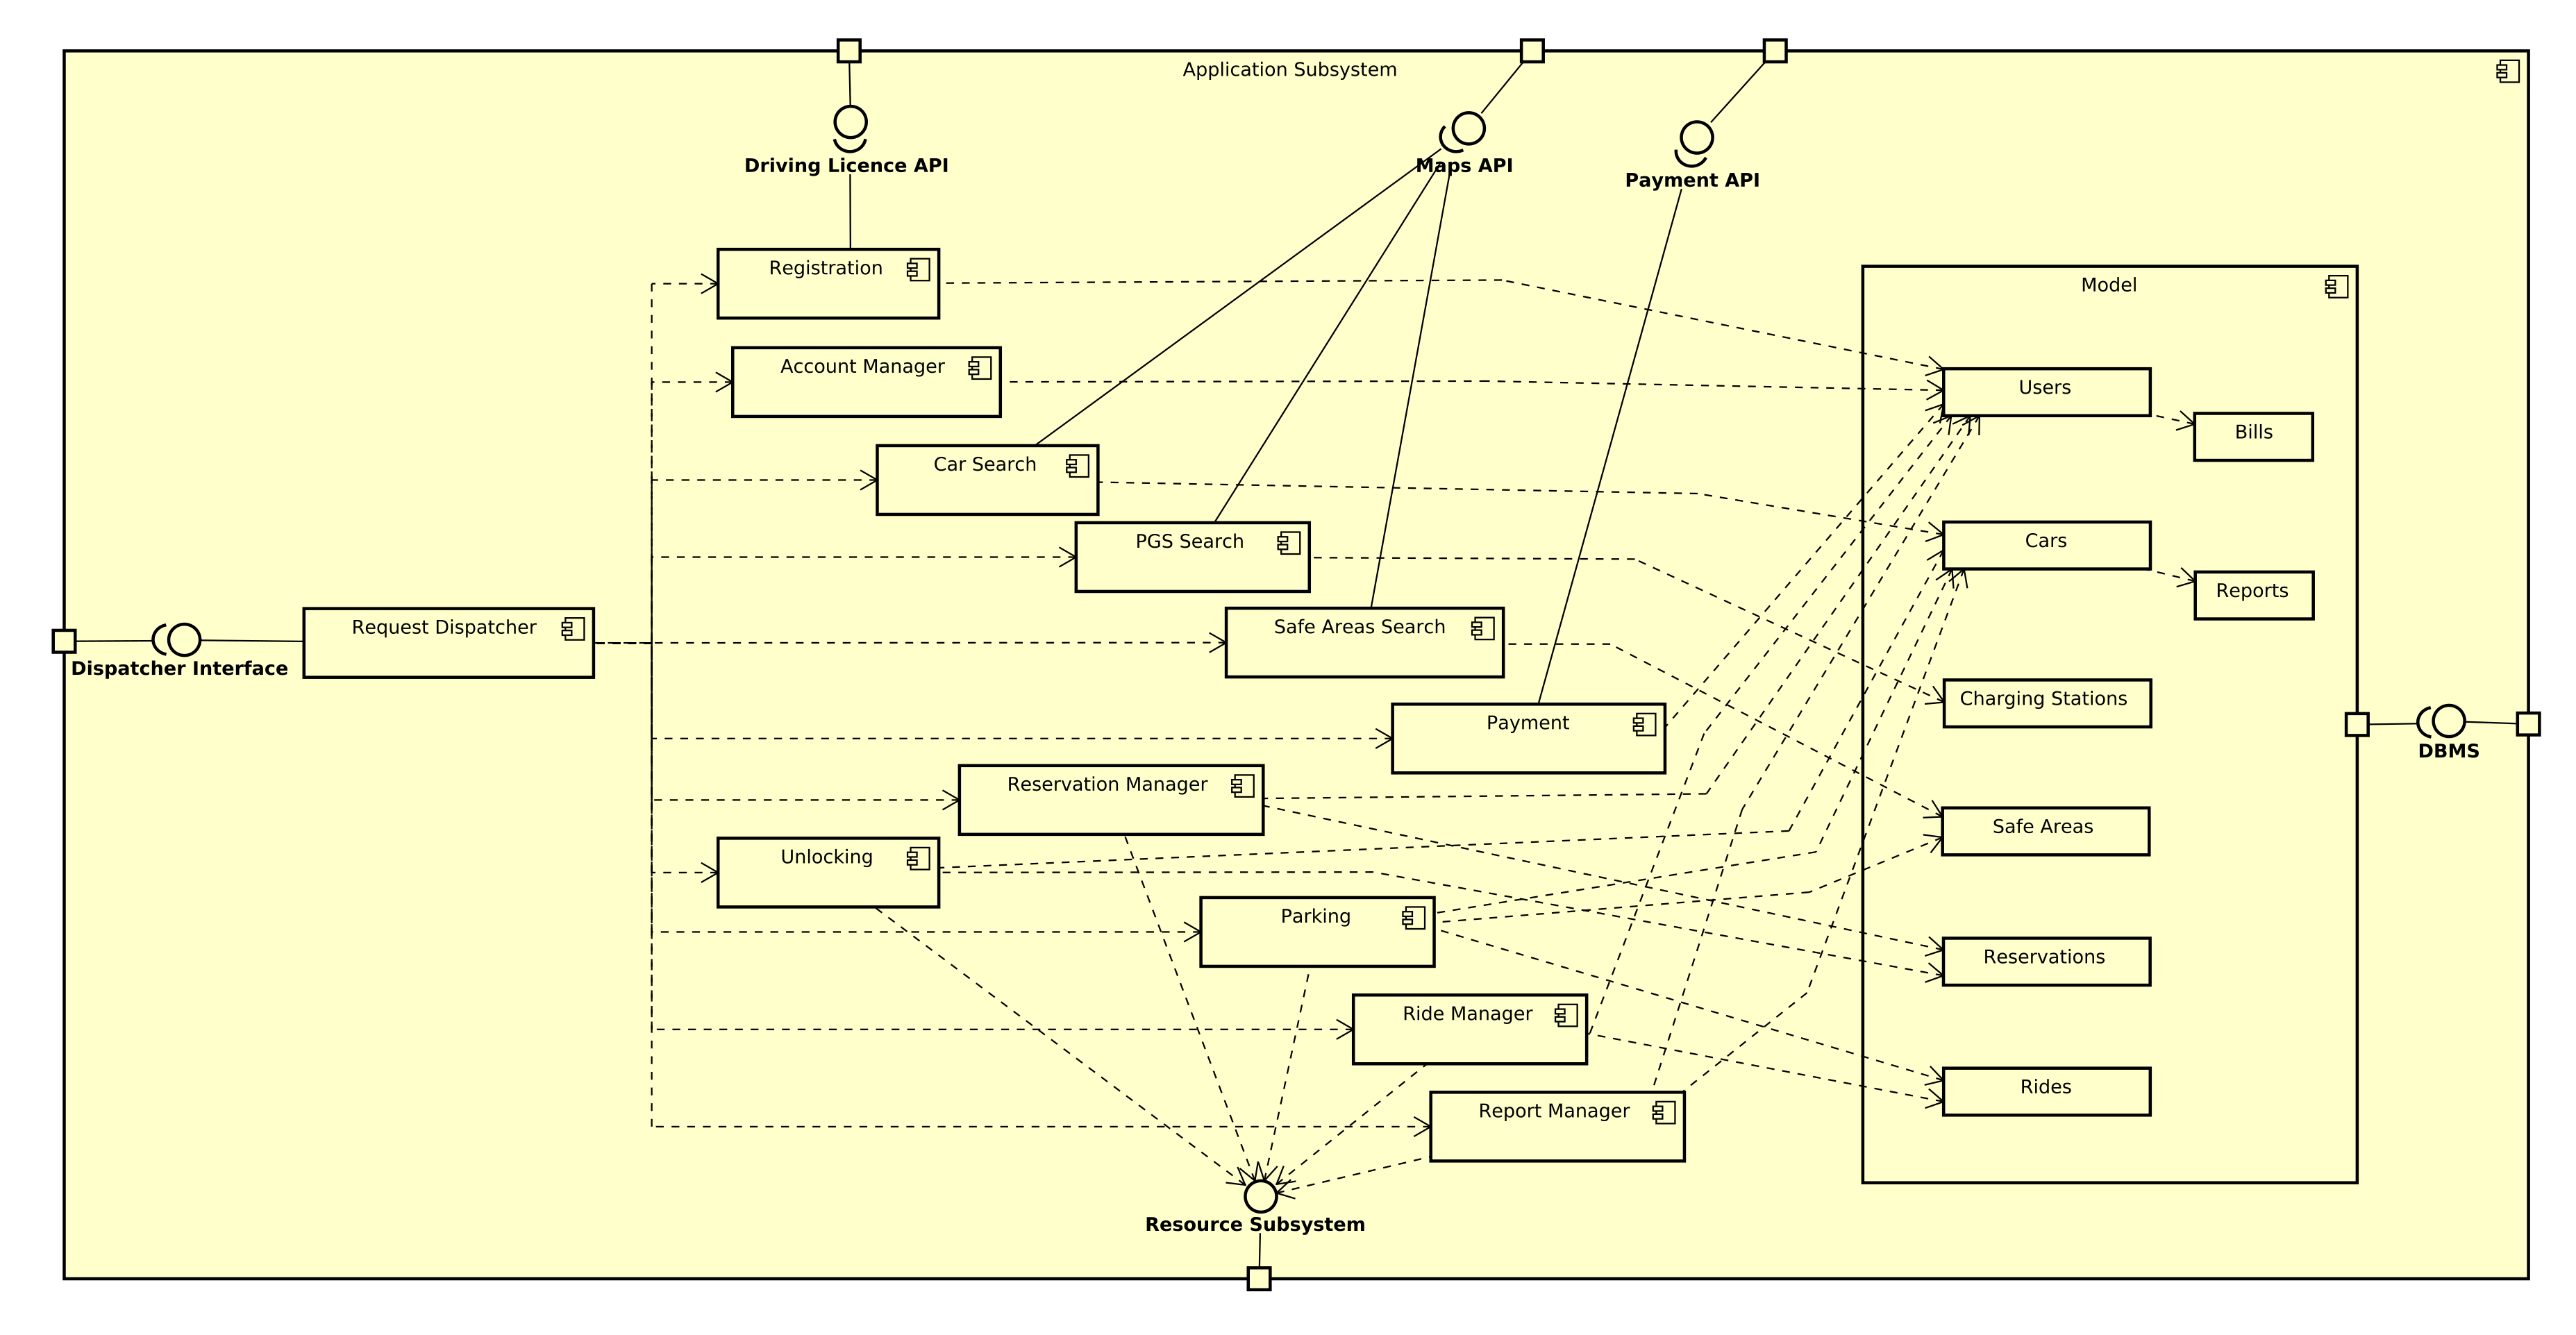 Application Subsystem
Driving Licence API
Maps API
Payment API
Registration
Model
Account Manager
Users
Bills
Car Search
PGS Search
Cars
Reports
Request Dispatcher
Safe Areas Search
Dispatcher Interface
Charging Stations
Payment
DBMS
Reservation Manager
Safe Areas
Unlocking
Parking
Reservations
Ride Manager
Rides
Report Manager
Resource Subsystem